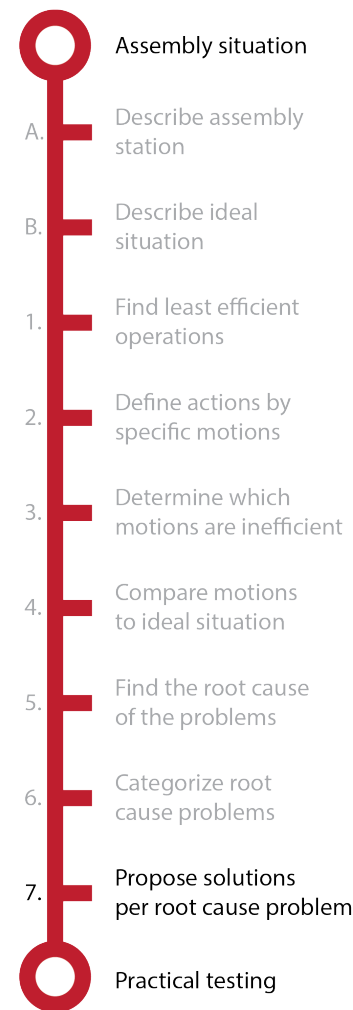 Assembly situation
A. Describe assembly
station
B. Describe ideal
situation
1. Find least efficient
operations
2. Define actions by
specific motions
3. Determine which
motions are inefficient
4. Compare motions
to ideal situation
5. Find the root cause
of the problems
6. Categorize root
cause problems
7. Propose solutions
per root cause problem
Practical testing